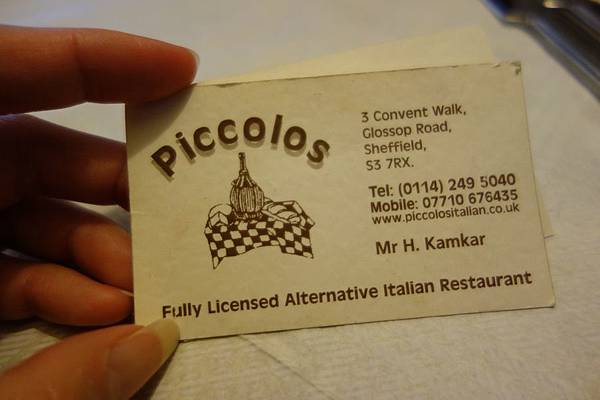 Piccolos
3 Convent Walk,
Glossop Road,
Sheffield,
S3 7RX.
Tel: (0114) 249 5040
Mobile: 07710 676435
www.piccolositalian.co.uk
Mr H. Kamkar
Fully Licensed Alternative Italian Restaurant